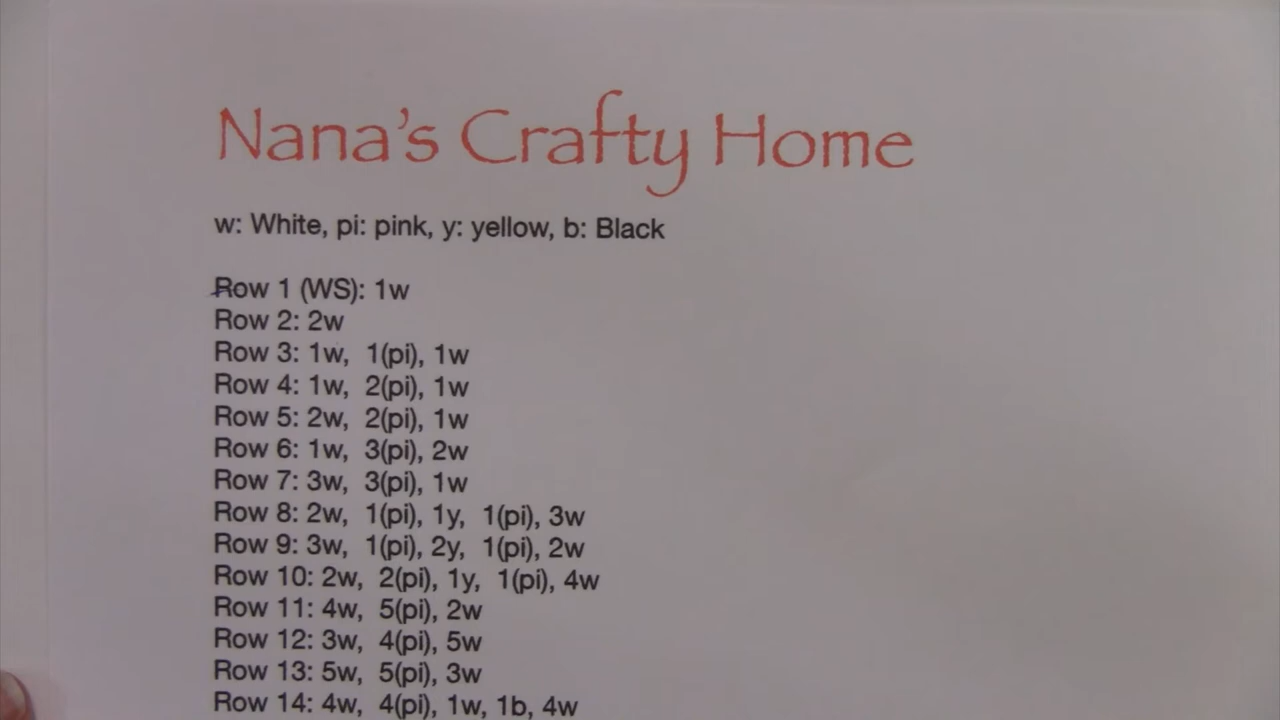 Nana's Crafty Home
w: White, pi: pink, y: yellow, b: Black
Row 1 (WS): 1w
Row 2: 2w
Row 3: 1w, 1(pi), 1w
Row 4: 1w, 2(pi), 1w
Row 5: 2w, 2(pi), 1w
Row 6: 1w, 3(pi), 2w
Row 7: 3w, 3(pi), 1w
Row 8: 2w, 1(pi), 1y, 1(pi), 3w
Row 9: 3w, 1(pi), 2y, 1(pi), 2w
Row 10: 2w, 2(pi), 1y, 1(pi), 4w
Row 11: 4w, 5(pi), 2w
Row 12: 3w, 4(pi), 5w
Row 13: 5w, 5(pi), 3w
Row 14: 4w, 4(pi), 1w, 1b, 4w